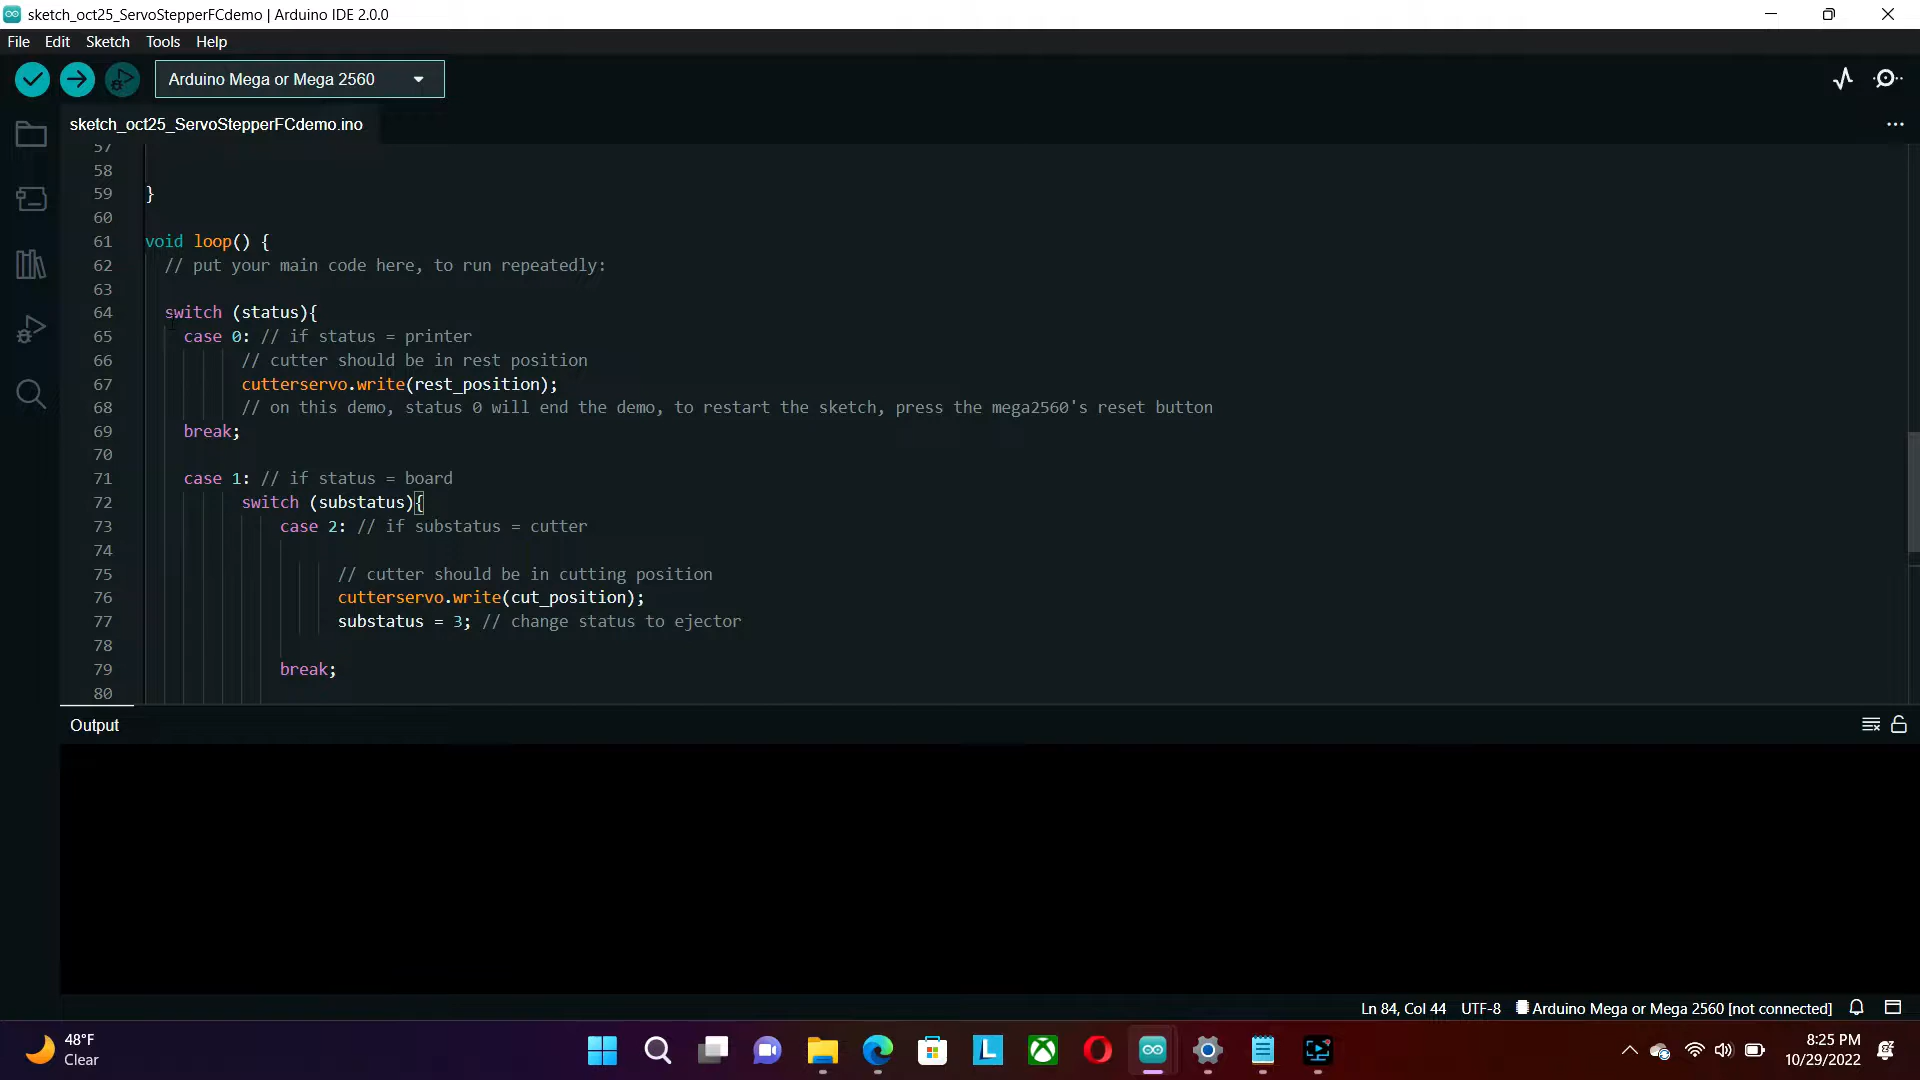 sketch_oct25_ServoStepperFCdemo | Arduino IDE 2.0.0
File Edit Sketch Tools Help
Arduino Mega or Mega 2560
sketch_oct25_ServoStepperFCdemo.ino
57
58
59 }
60
61 void loop() {
62 // put your main code here, to run repeatedly:
63
64 switch (status){
65 case 0: // if status = printer
66 // cutter should be in rest position
67 cutterservo.write(rest_position);
68 // on this demo, status 0 will end the demo, to restart the sketch, press the mega2560's reset button
69 break;
70
71 case 1: // if status = board
72 switch (substatus){
73 case 2: // if substatus = cutter
74
75 // cutter should be in cutting position
76 cutterservo.write(cut_position);
77 substatus = 3; // change status to ejector
78
79 break;
80
Output
Ln 84, Col 44 UTF-8 Arduino Mega or Mega 2560 [not connected]
48°F
Clear
8:25 PM
10/29/2022